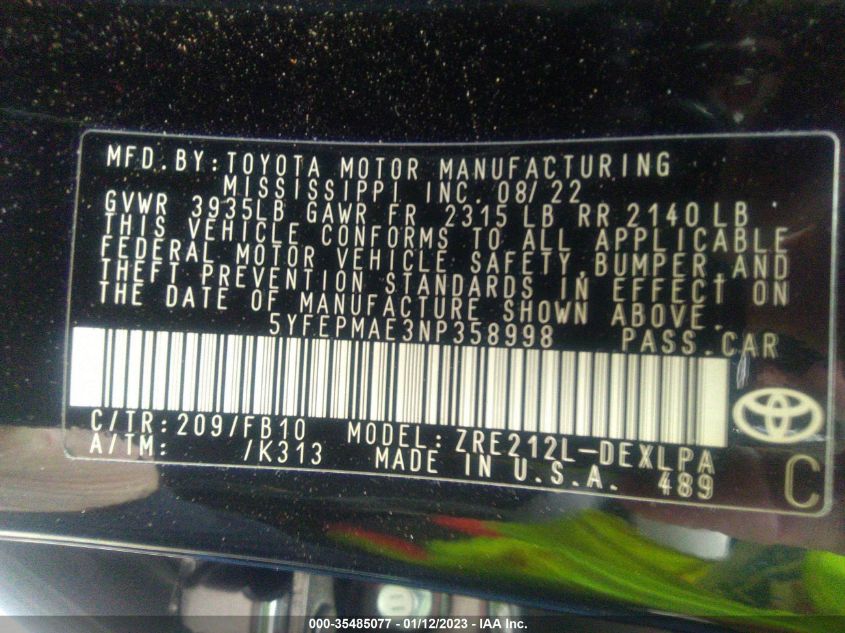 MFD. BY: TOYOTA MOTOR MANUFACTURING
MISSISSIPPI INC. 08/22
GVWR 3935LB GAWR FR 2315 LB RR 2140 LB
THIS VEHICLE CONFORMS TO ALL APPLICABLE
FEDERAL MOTOR VEHICLE SAFETY, BUMPER, AND
THEFT PREVENTION STANDARDS IN EFFECT ON
THE DATE OF MANUFACTURE SHOWN ABOVE.
5YFEPMAE3NP358998 PASS. CAR
C/TR: 209/FB10 MODEL: ZRE212L-DEXLPA
A/TM: /K313 MADE IN U.S.A. 489
C
000-35485077 - 01/12/2023 - IAA Inc.